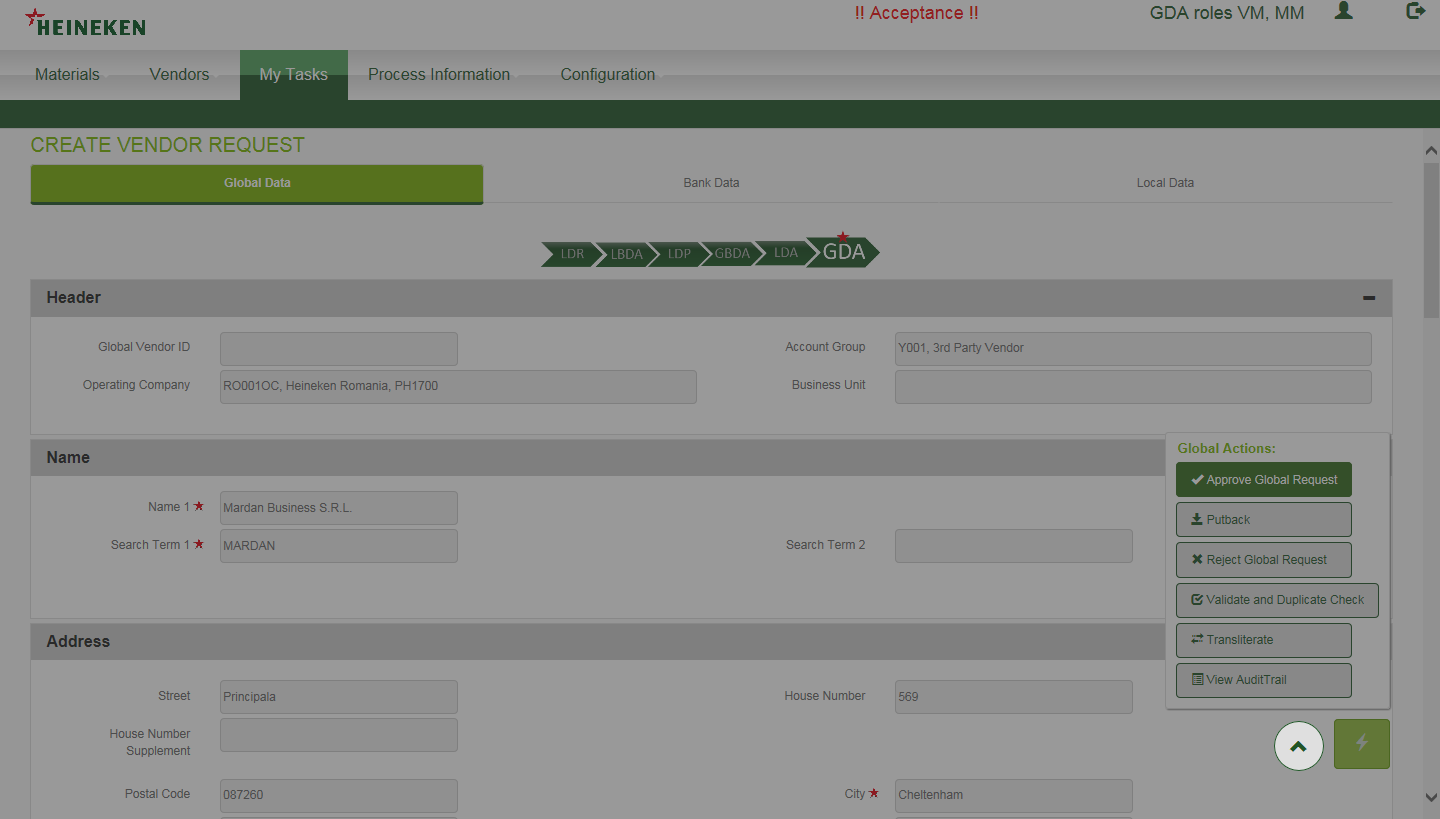 HEINEKEN
!! Acceptance !!
GDA roles VM, MM
Materials
Vendors
My Tasks
Process Information
Configuration
CREATE VENDOR REQUEST
Global Data
Bank Data
Local Data
LDR
LBDA
LDP
GBDA
LDA
GDA
Header
Global Vendor ID
Account Group
Y001, 3rd Party Vendor
Operating Company
RO001OC, Heineken Romania, PH1700
Business Unit
Name
Name 1
Mardan Business S.R.L.
Search Term 1
MARDAN
Search Term 2
Address
Street
Principala
House Number
569
House Number
Supplement
Postal Code
087260
City
Cheltenham
Global Actions:
Approve Global Request
Putback
Reject Global Request
Validate and Duplicate Check
Transliterate
View AuditTrail